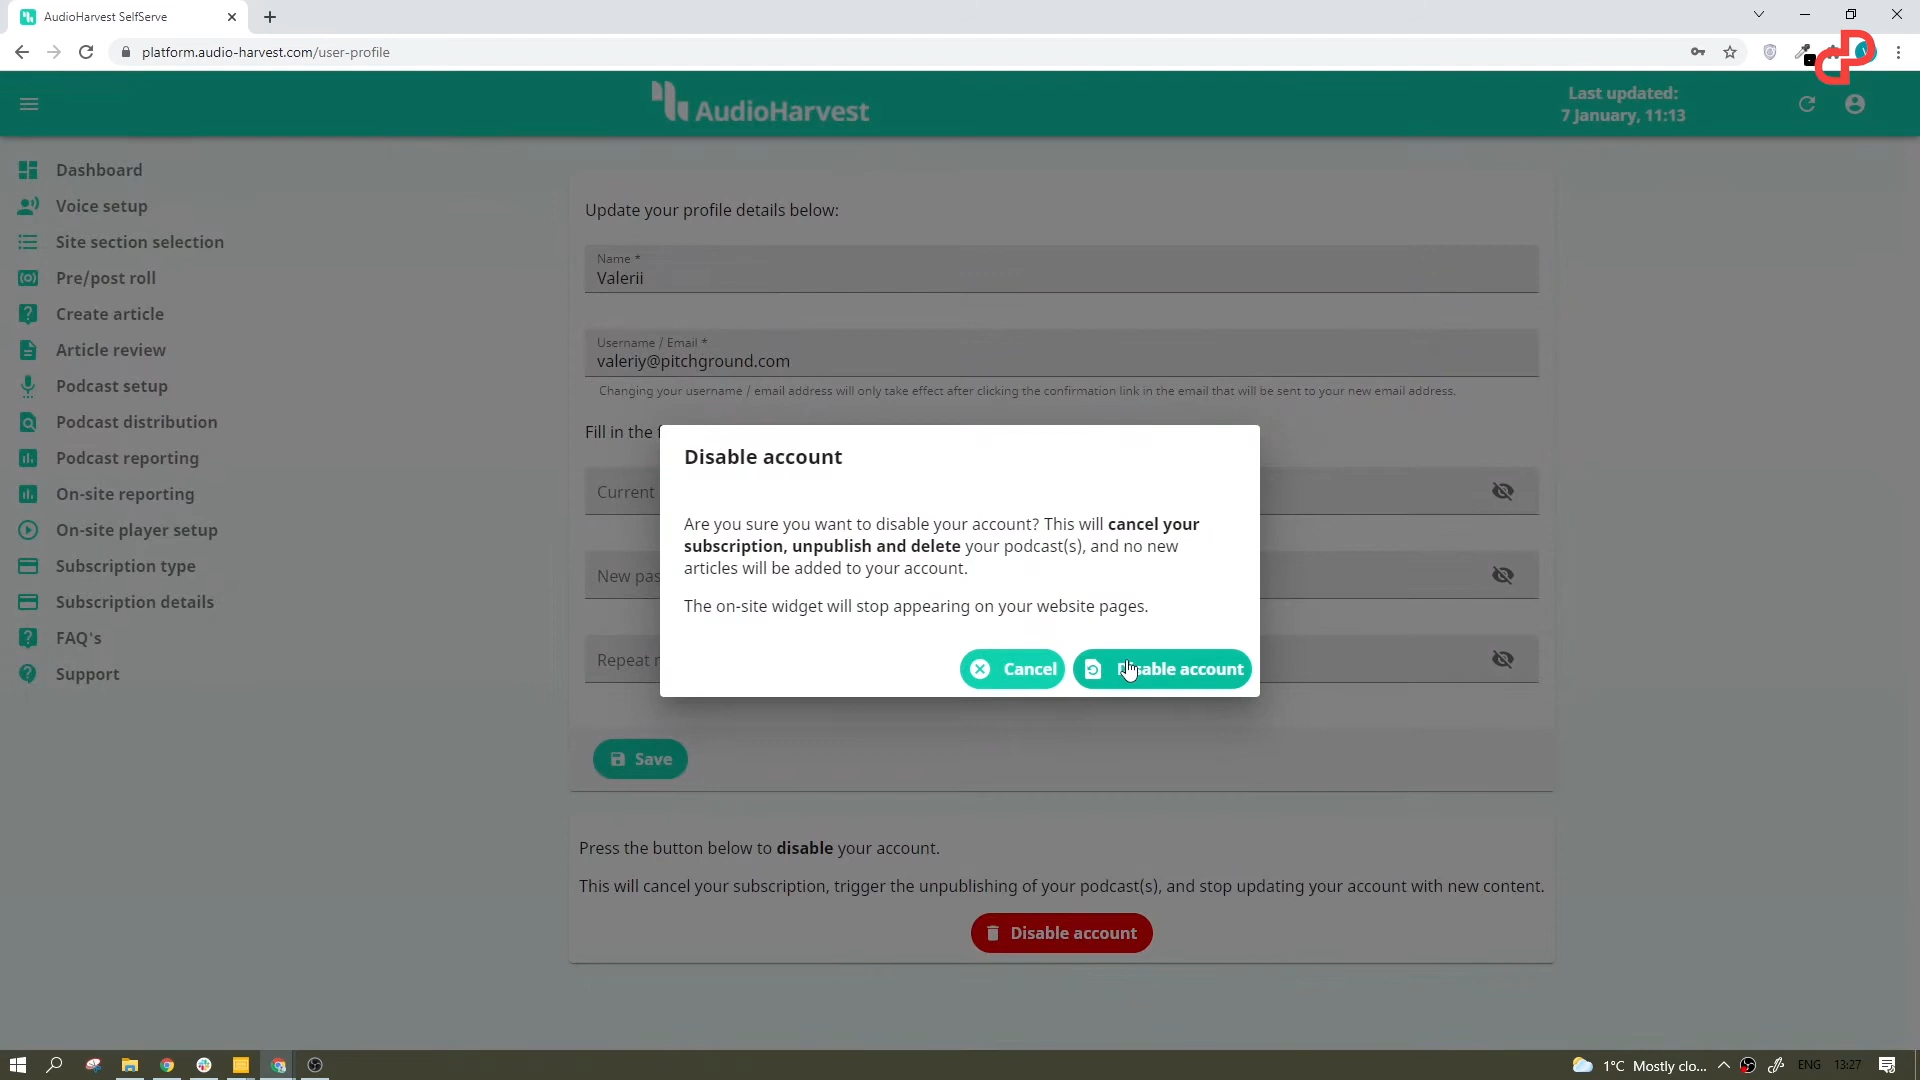 AudioHarvest SelfServe
platform.audio-harvest.com/user-profile
AudioHarvest
Last updated:
7 January, 11:13
Dashboard
Voice setup
Site section selection
Pre/post roll
Create article
Article review
Podcast setup
Podcast distribution
Podcast reporting
On-site reporting
On-site player setup
Subscription type
Subscription details
FAQ's
Support
Update your profile details below:
Name *
Valerii
Username / Email *
valeriy@pitchground.com
Changing your username / email address will only take effect after clicking the confirmation link in the email that will be sent to your new email address.
Fill in the
Current
New pas
Repeat
Disable account
Are you sure you want to disable your account? This will cancel your
subscription, unpublish and delete your podcast(s), and no new
articles will be added to your account.
The on-site widget will stop appearing on your website pages.
Cancel
Disable account
Save
Press the button below to disable your account.
This will cancel your subscription, trigger the unpublishing of your podcast(s), and stop updating your account with new content.
Disable account
1°C Mostly clo...
ENG
13:27